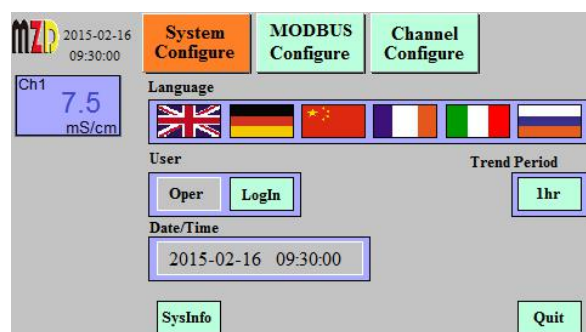 MZD 2015-02-16
09:30:00
System Configure
MODBUS Configure
Channel Configure
Ch1
7.5
mS/cm
Language
User
Trend Period
Oper LogIn
1hr
Date/Time
2015-02-16 09:30:00
SysInfo
Quit